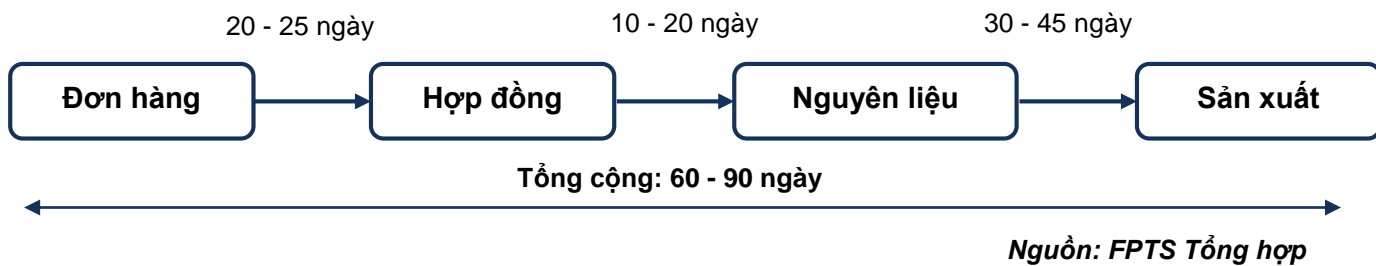 20 - 25 ngày 10 - 20 ngày 30 - 45 ngày
Đơn hàng Hợp đồng Nguyên liệu Sản xuất
Tổng cộng: 60 - 90 ngày
Nguồn: FPTS Tổng hợp